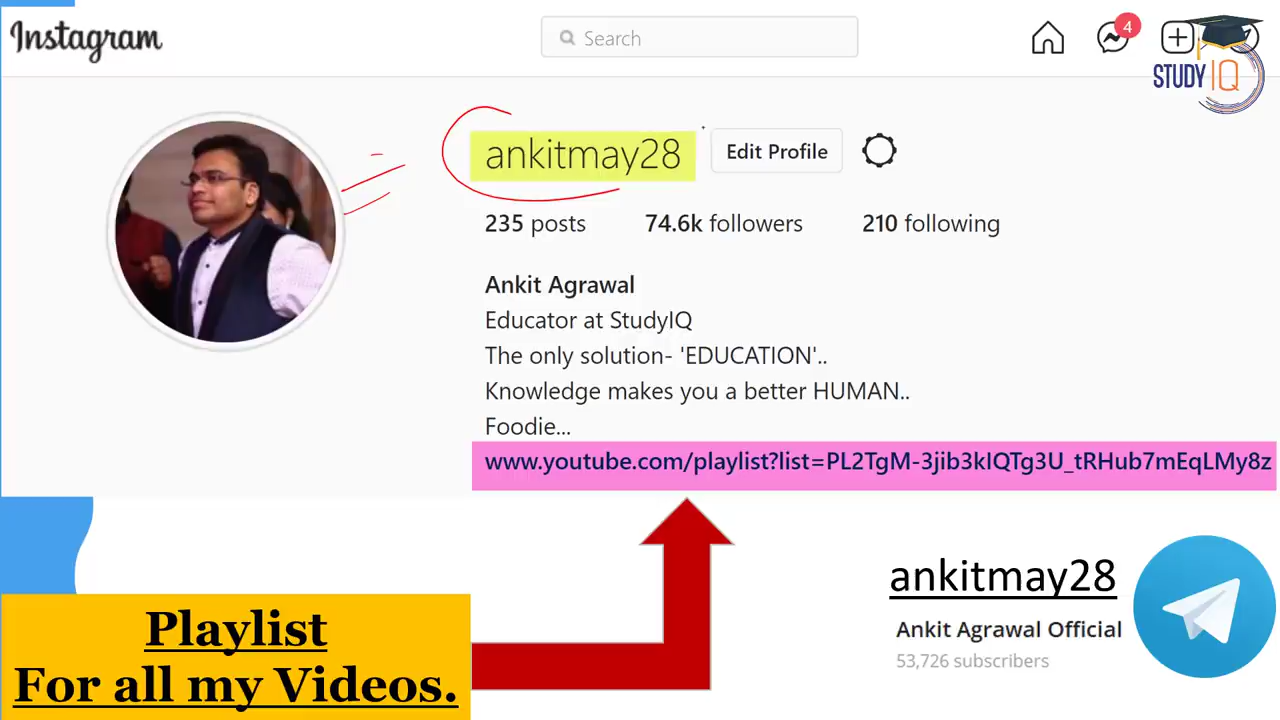 Instagram
Search
4
STUDY IQ
ankitmay28
Edit Profile
235 posts 74.6k followers 210 following
Ankit Agrawal
Educator at StudyIQ
The only solution- 'EDUCATION'..
Knowledge makes you a better HUMAN..
Foodie...
www.youtube.com/playlist?list=PL2TgM-3jib3kIQTg3U_tRHub7mEqLMy8z
ankitmay28
Ankit Agrawal Official
53,726 subscribers
Playlist
For all my Videos.